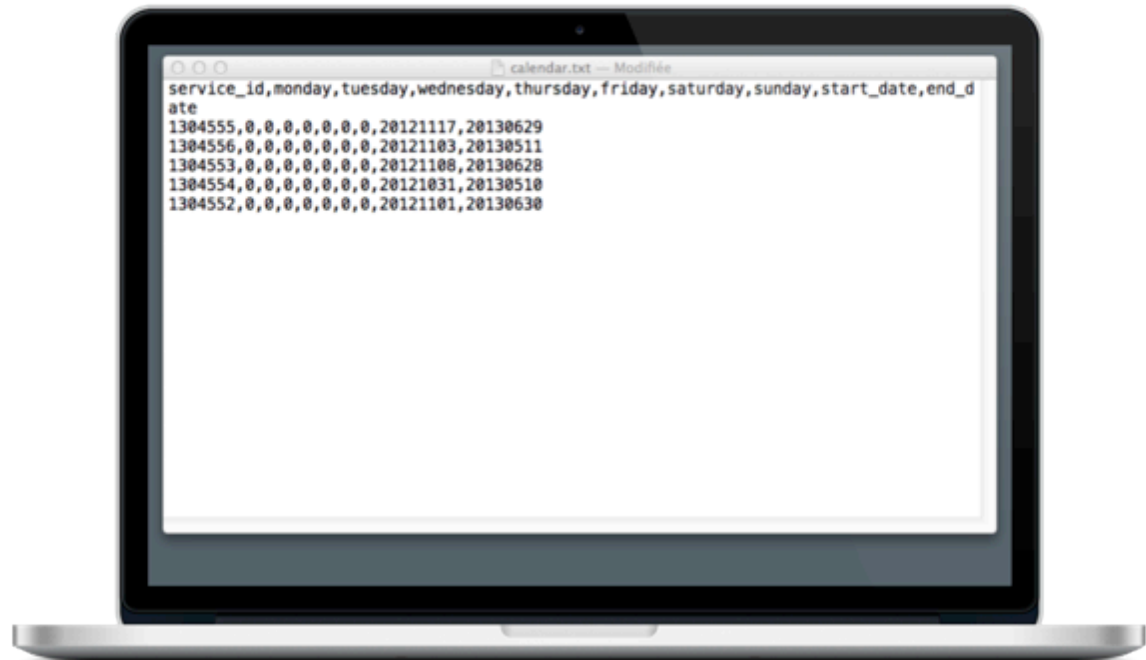 calendar.txt — Modifiée
service_id,monday,tuesday,wednesday,thursday,friday,saturday,sunday,start_date,end_d
ate
1304555,0,0,0,0,0,0,0,20121117,20130629
1304556,0,0,0,0,0,0,0,20121103,20130511
1304553,0,0,0,0,0,0,0,20121108,20130628
1304554,0,0,0,0,0,0,0,20121031,20130510
1304552,0,0,0,0,0,0,0,20121101,20130630